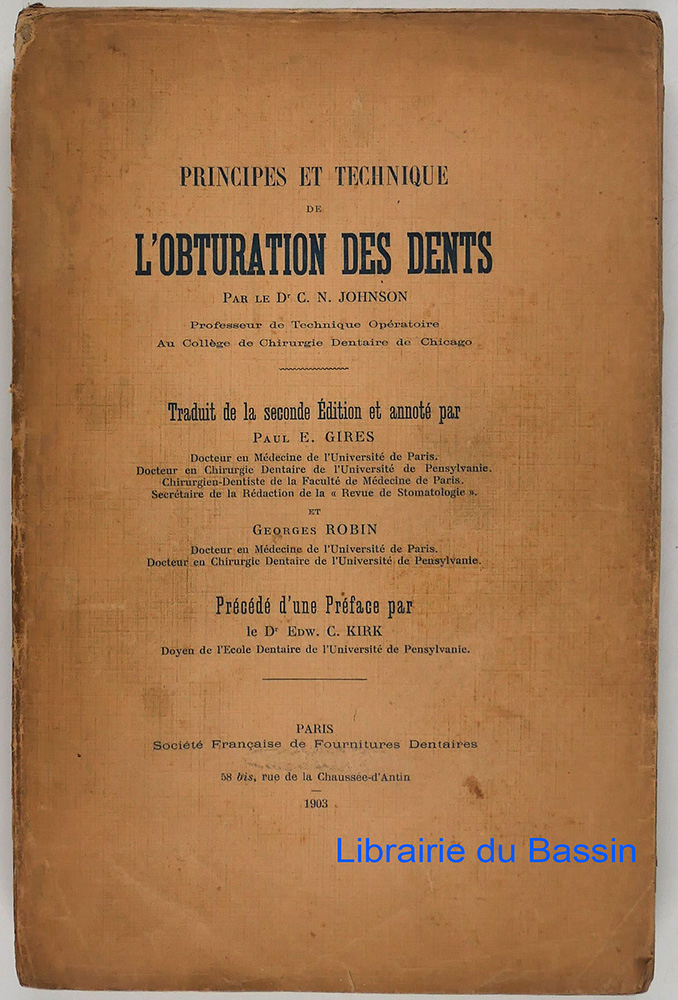 PRINCIPES ET TECHNIQUE
DE
L'OBTURATION DES DENTS
PAR LE Dr C. N. JOHNSON
Professeur de Technique Opératoire
Au Collège de Chirurgie Dentaire de Chicago
Traduit de la seconde Édition et annoté par
PAUL E. GIRES
Docteur en Médecine de l'Université de Paris.
Docteur en Chirurgie Dentaire de l'Université de Pensylvanie.
Chirurgien-Dentiste de la Faculté de Médecine de Paris.
Secrétaire de la Rédaction de la « Revue de Stomatologie ».
ET
GEORGES ROBIN
Docteur en Médecine de l'Université de Paris.
Docteur en Chirurgie Dentaire de l'Université de Pensylvanie.
Précédé d'une Préface par
le Dr EDW. C. KIRK
Doyen de l'Ecole Dentaire de l'Université de Pensylvanie.
PARIS
Société Française de Fournitures Dentaires
58 bis, rue de la Chaussée-d'Antin
1903
Librairie du Bassin